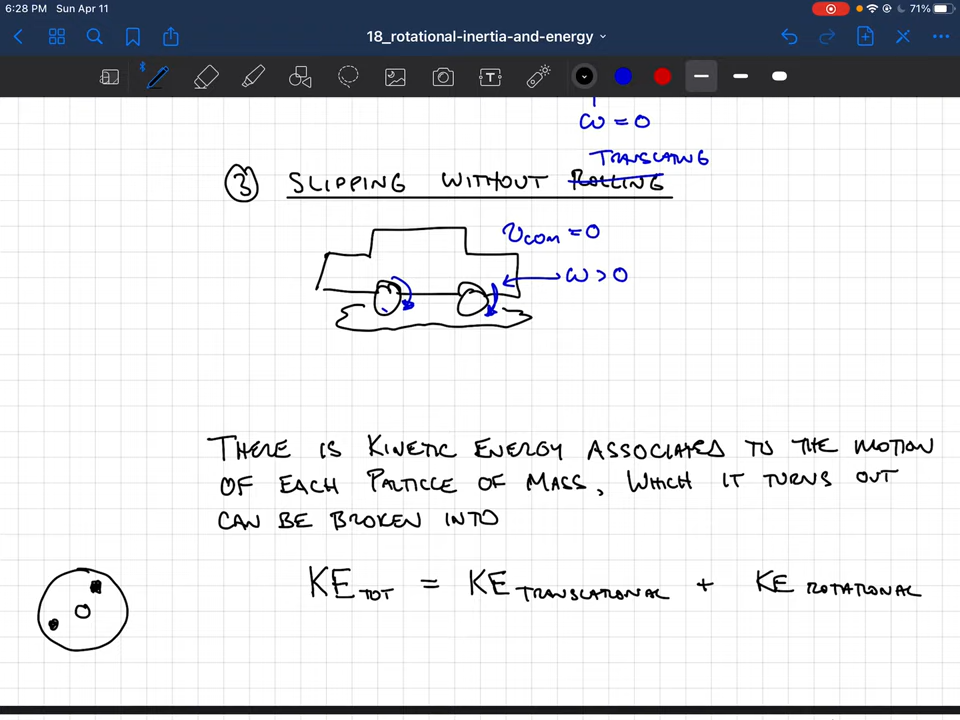 6:28 PM Sun Apr 11
71%
18_rotational-inertia-and-energy
T
ω = 0
TRANSLATING
③ SLIPPING WITHOUT ROLLING
v_COM = 0
ω > 0
THERE IS KINETIC ENERGY ASSOCIATED TO THE MOTION
OF EACH PARTICLE OF MASS, WHICH IT TURNS OUT
CAN BE BROKEN INTO
KE_TOT = KE_TRANSLATIONAL + KE_ROTATIONAL